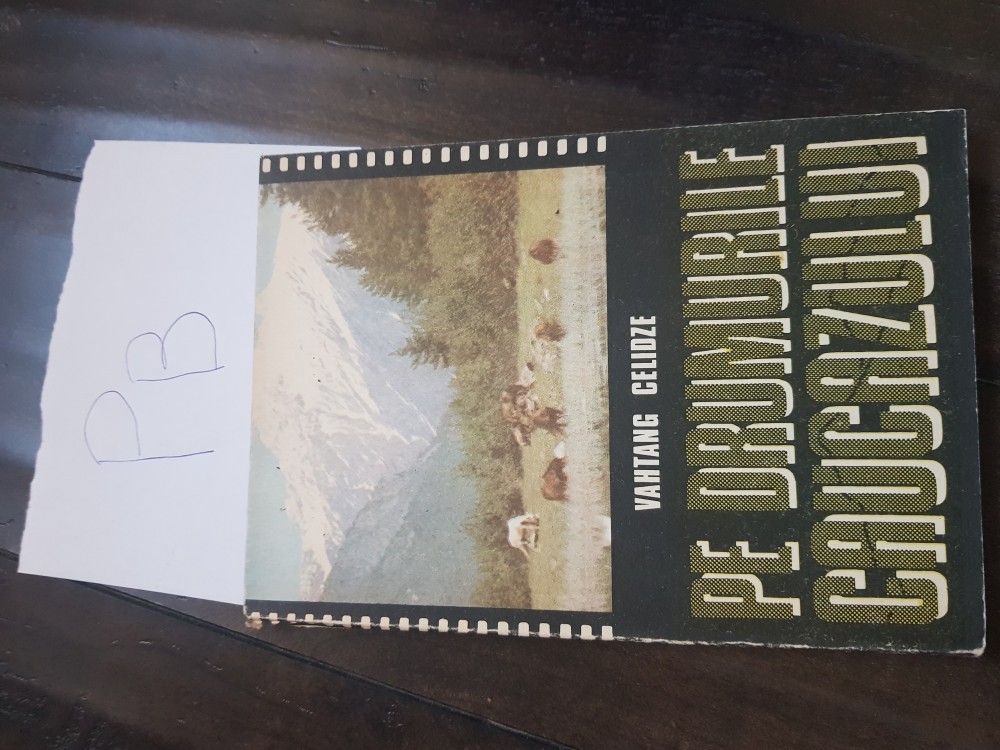 PB
VAHTANG CELIDZE
PE DRUMURILE
CAUCAZULUI